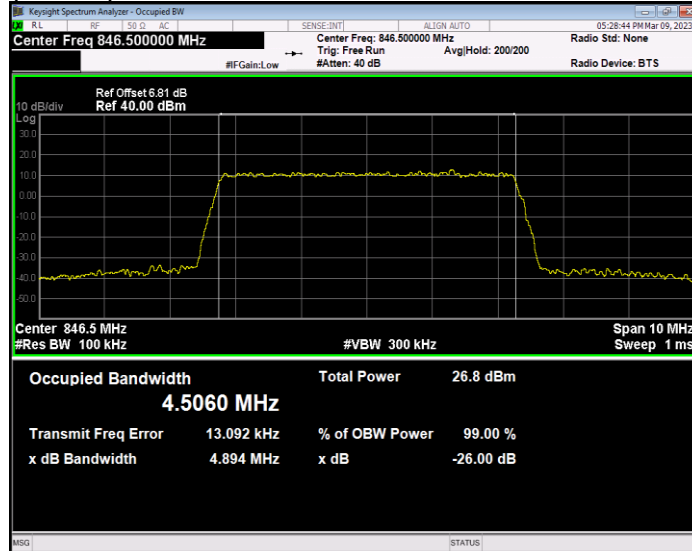 Keysight Spectrum Analyzer - Occupied BW
RL RF 50 Ω AC SENSE:INT ALIGN AUTO 05:28:44 PM Mar 09, 2023
Center Freq 846.500000 MHz
Center Freq: 846.500000 MHz Radio Std: None
Trig: Free Run Avg|Hold: 200/200
#IFGain:Low #Atten: 40 dB Radio Device: BTS
Ref Offset 6.81 dB
10 dB/div Ref 40.00 dBm
Log
30.0
20.0
10.0
0.00
-10.0
-20.0
-30.0
-40.0
-50.0
Center 846.5 MHz Span 10 MHz
#Res BW 100 kHz #VBW 300 kHz Sweep 1 ms
Occupied Bandwidth Total Power 26.8 dBm
4.5060 MHz
Transmit Freq Error 13.092 kHz % of OBW Power 99.00 %
x dB Bandwidth 4.894 MHz x dB -26.00 dB
MSG STATUS